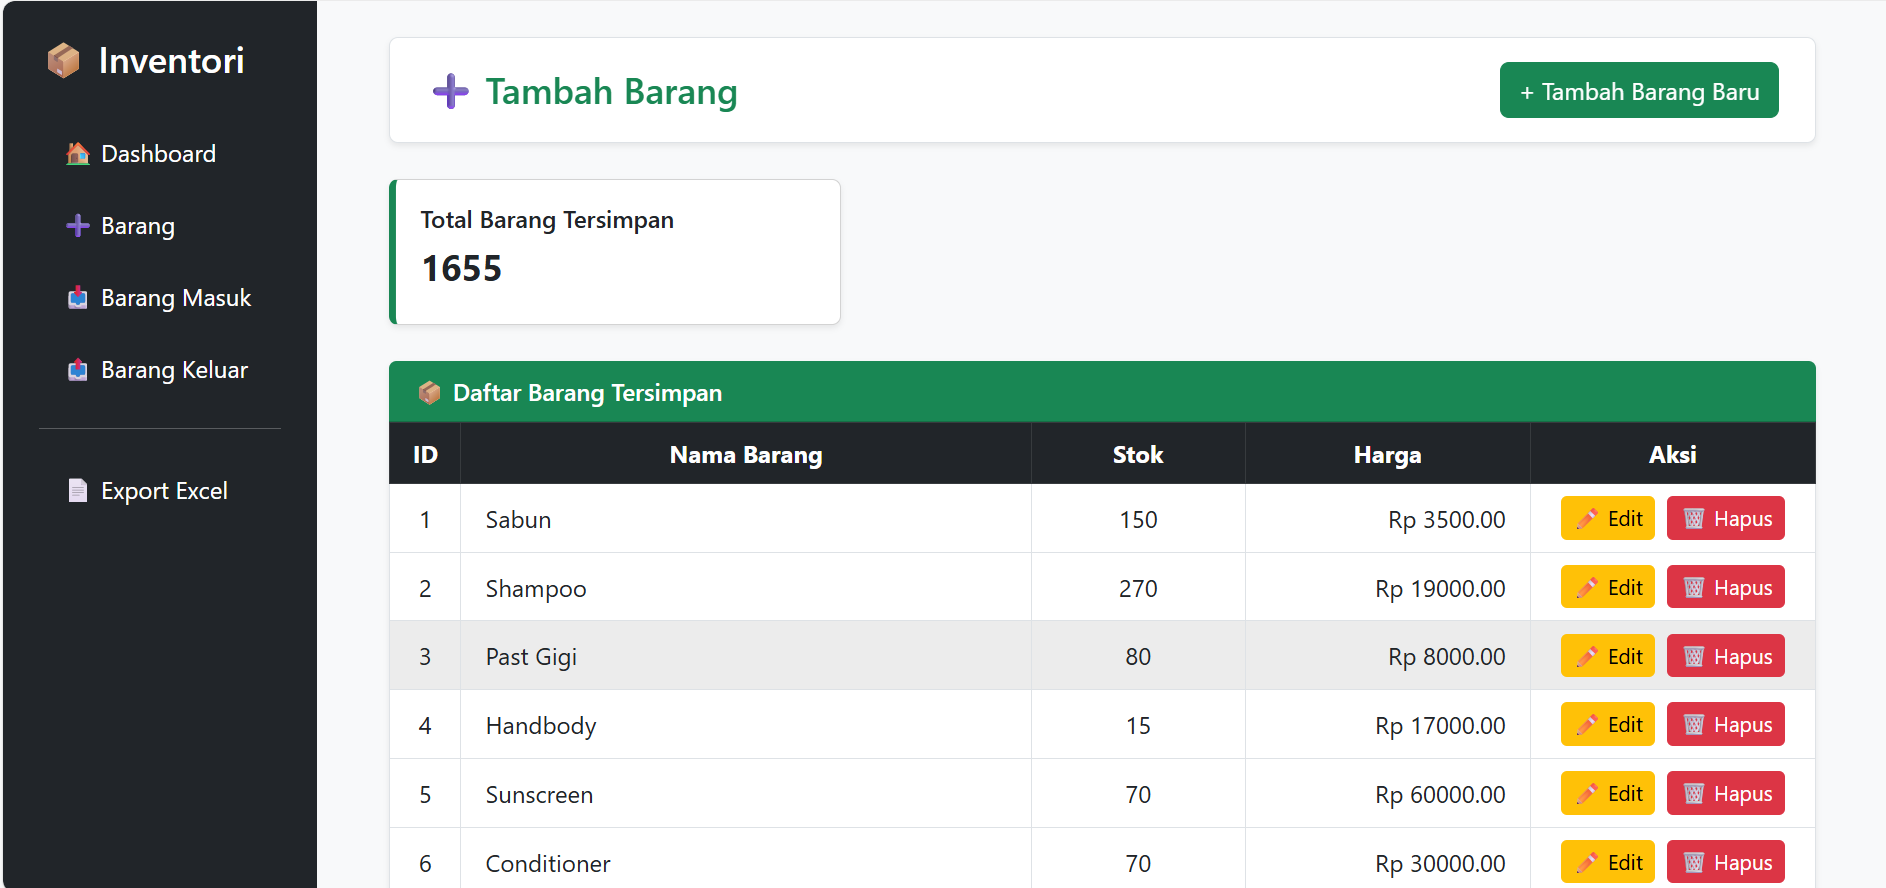 Inventori
Dashboard
Barang
Barang Masuk
Barang Keluar
Export Excel
Tambah Barang
+ Tambah Barang Baru
Total Barang Tersimpan
1655
Daftar Barang Tersimpan
ID Nama Barang Stok Harga Aksi
1 Sabun 150 Rp 3500.00 Edit Hapus
2 Shampoo 270 Rp 19000.00 Edit Hapus
3 Past Gigi 80 Rp 8000.00 Edit Hapus
4 Handbody 15 Rp 17000.00 Edit Hapus
5 Sunscreen 70 Rp 60000.00 Edit Hapus
6 Conditioner 70 Rp 30000.00 Edit Hapus